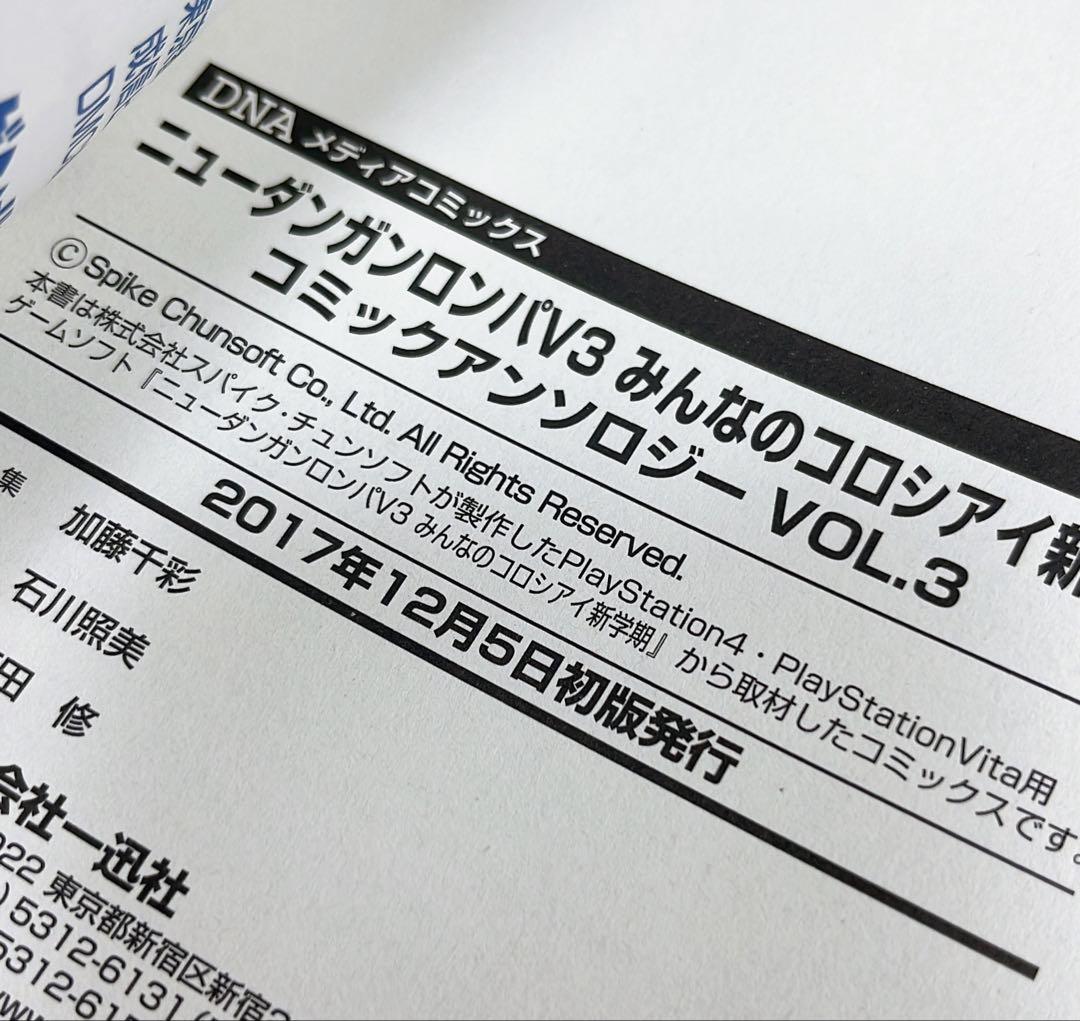 DNA メディアコミックス
ニューダンガンロンパV3 みんなのコロシアイ新
コミックアンソロジー VOL.3
©Spike Chunsoft Co., Ltd. All Rights Reserved.
本書は株式会社スパイク・チュンソフトが製作したPlayStation4・PlayStationVita用
ゲームソフト『ニューダンガンロンパV3 みんなのコロシアイ新学期』から取材したコミックスです。
2017年12月5日初版発行
集
加藤千彩
石川照美
田 修
会社一迅社
022 東京都新宿区新宿
5312-6131
5312-615